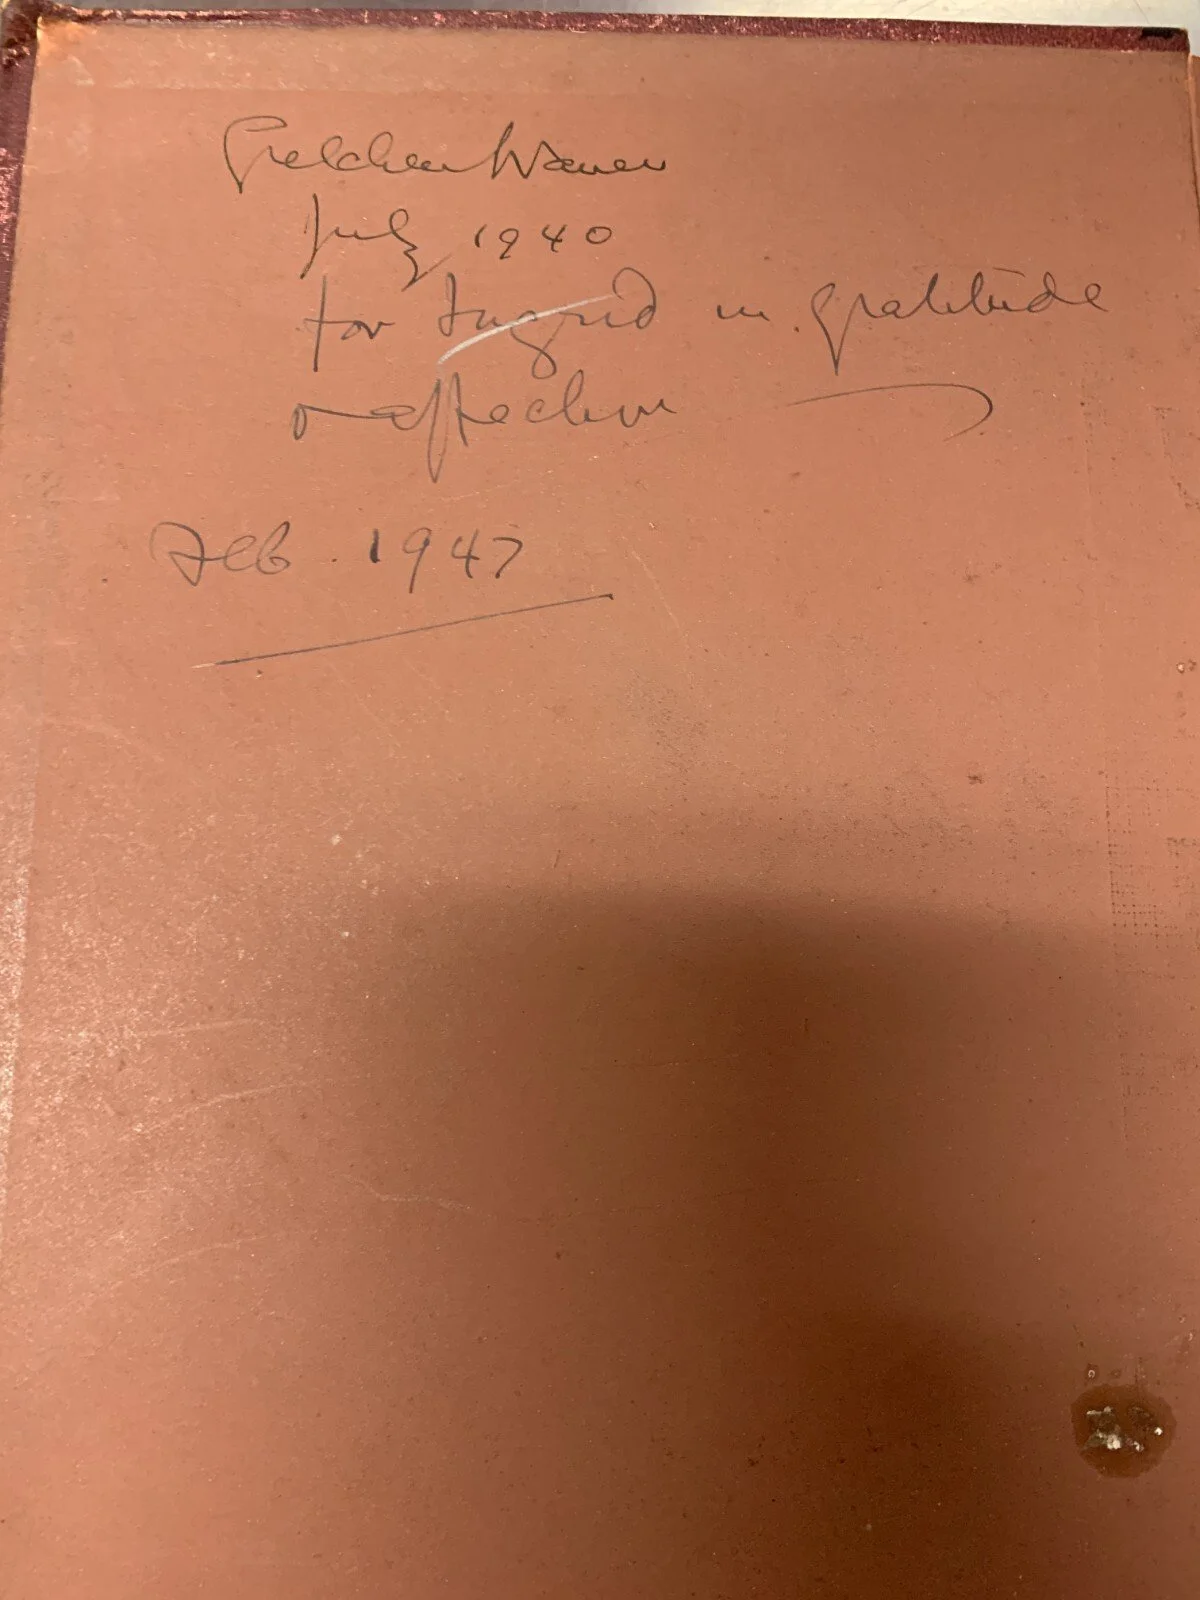 Gretchen Warren
July 1940
for Ingrid in gratitude
& affection
Feb. 1947